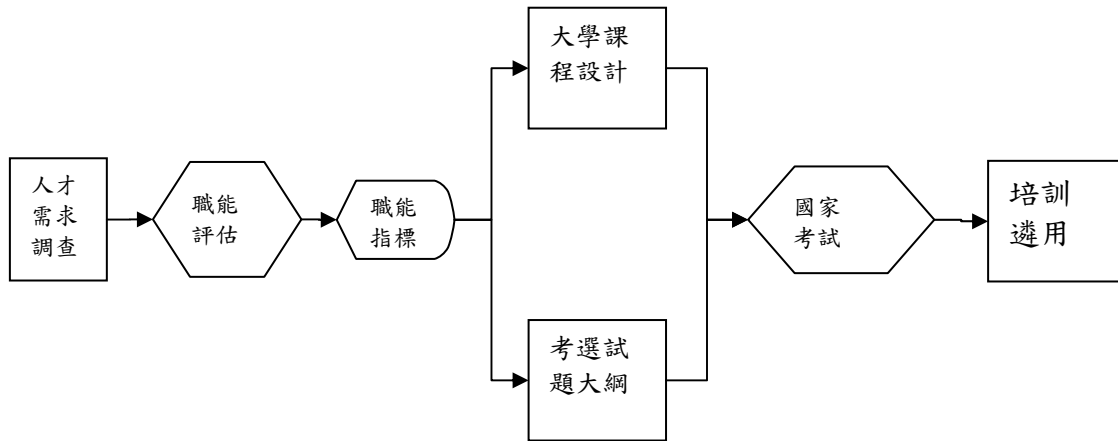 人才
需求
調查
職能
評估
職能
指標
大學課
程設計
考選試
題大綱
國家
考試
培訓
遴用